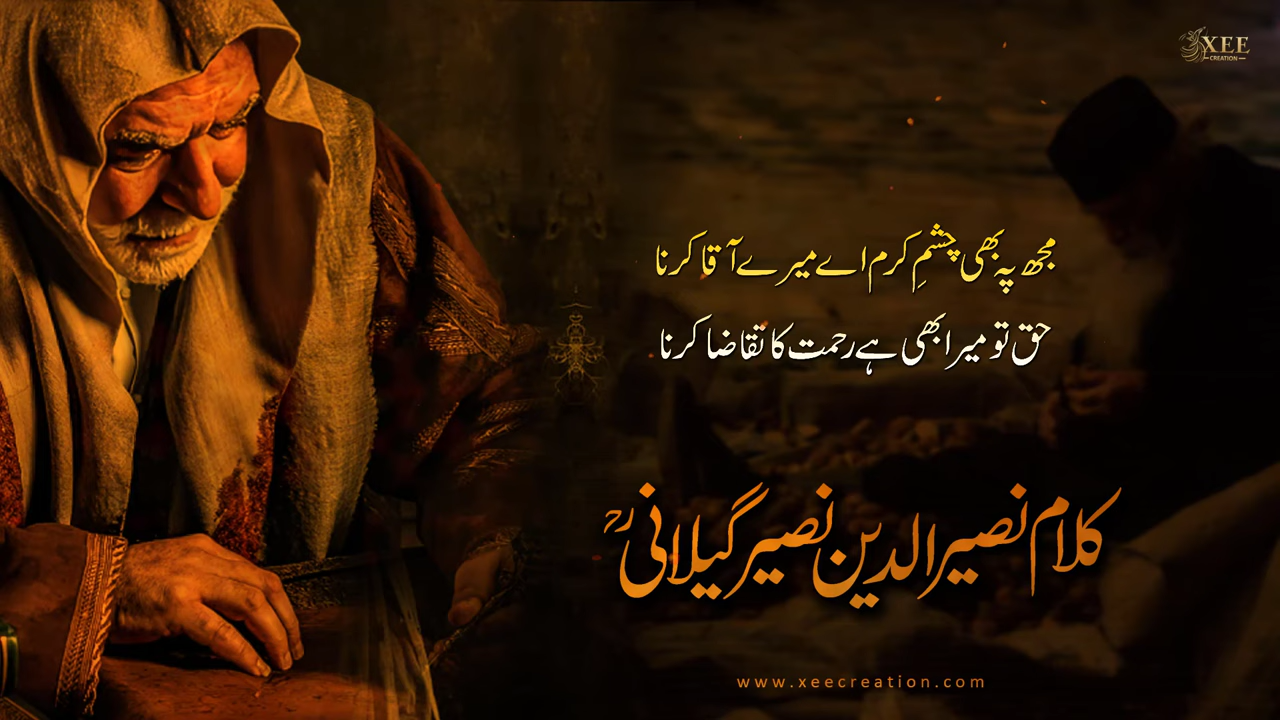 XEE
CREATION
مجھ پہ بھی چشمِ کرم اے میرے آقا کرنا
حق تو میرا بھی ہے رحمت کا تقاضا کرنا
کلام نصیر الدین نصیر گیلانی رح
www.xeecreation.com